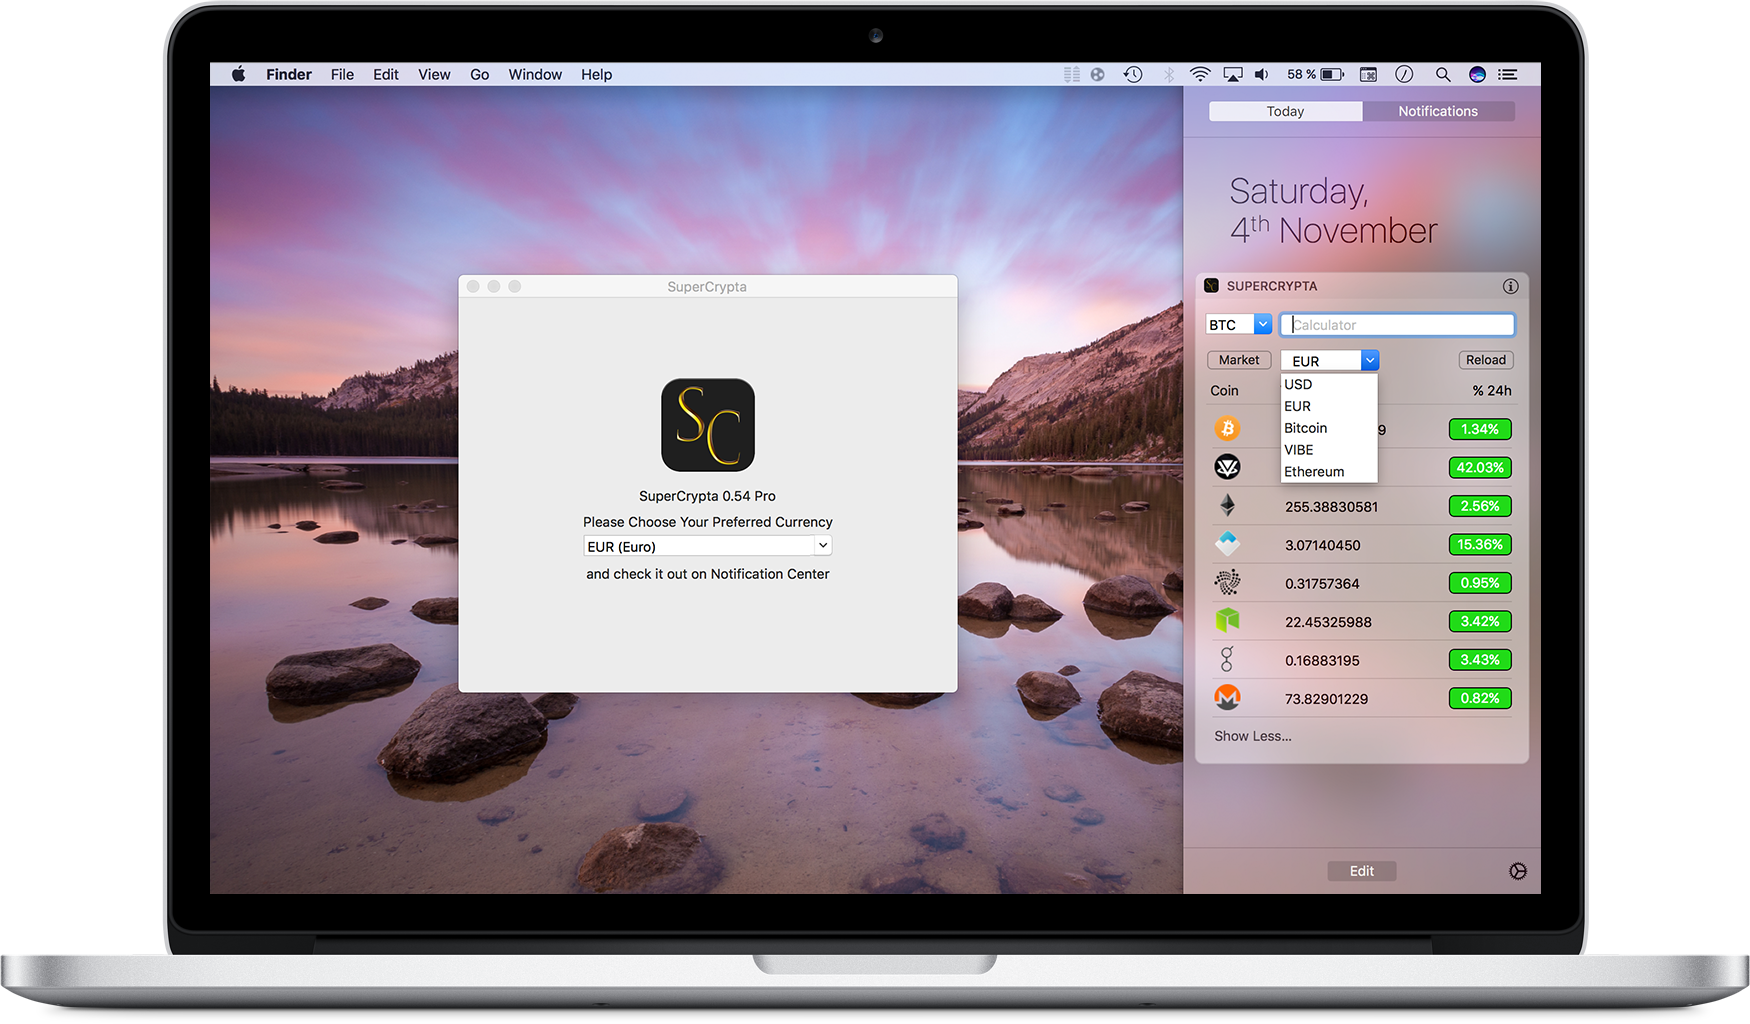 Finder File Edit View Go Window Help 58 %
Today Notifications
Saturday,
4th November
SuperCrypta
SC
SuperCrypta 0.54 Pro
Please Choose Your Preferred Currency
EUR (Euro)
and check it out on Notification Center
SC SUPERCRYPTA
BTC Calculator
Market EUR Reload
Coin % 24h
USD
EUR
Bitcoin
VIBE
Ethereum
9 1.34%
42.03%
255.38830581 2.56%
3.07140450 15.36%
0.31757364 0.95%
22.45325988 3.42%
0.16883195 3.43%
73.82901229 0.82%
Show Less...
Edit